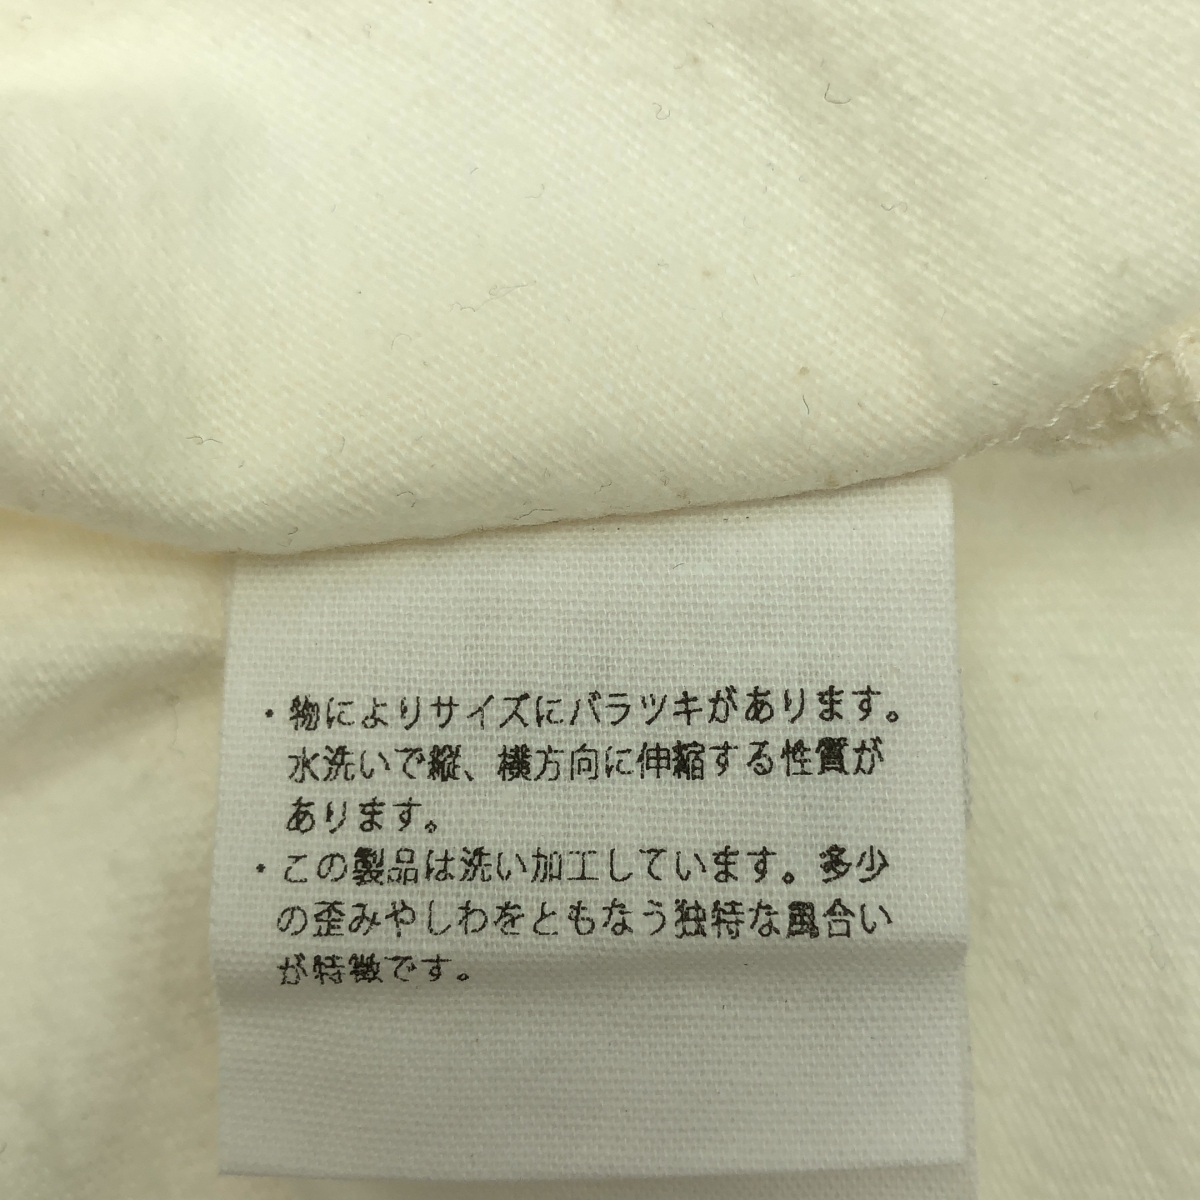 ・物によりサイズにバラツキがあります。
水洗いで縦、横方向に伸縮する性質が
あります。
・この製品は洗い加工しています。多少
の歪みやしわをともなう独特な風合い
が特徴です。